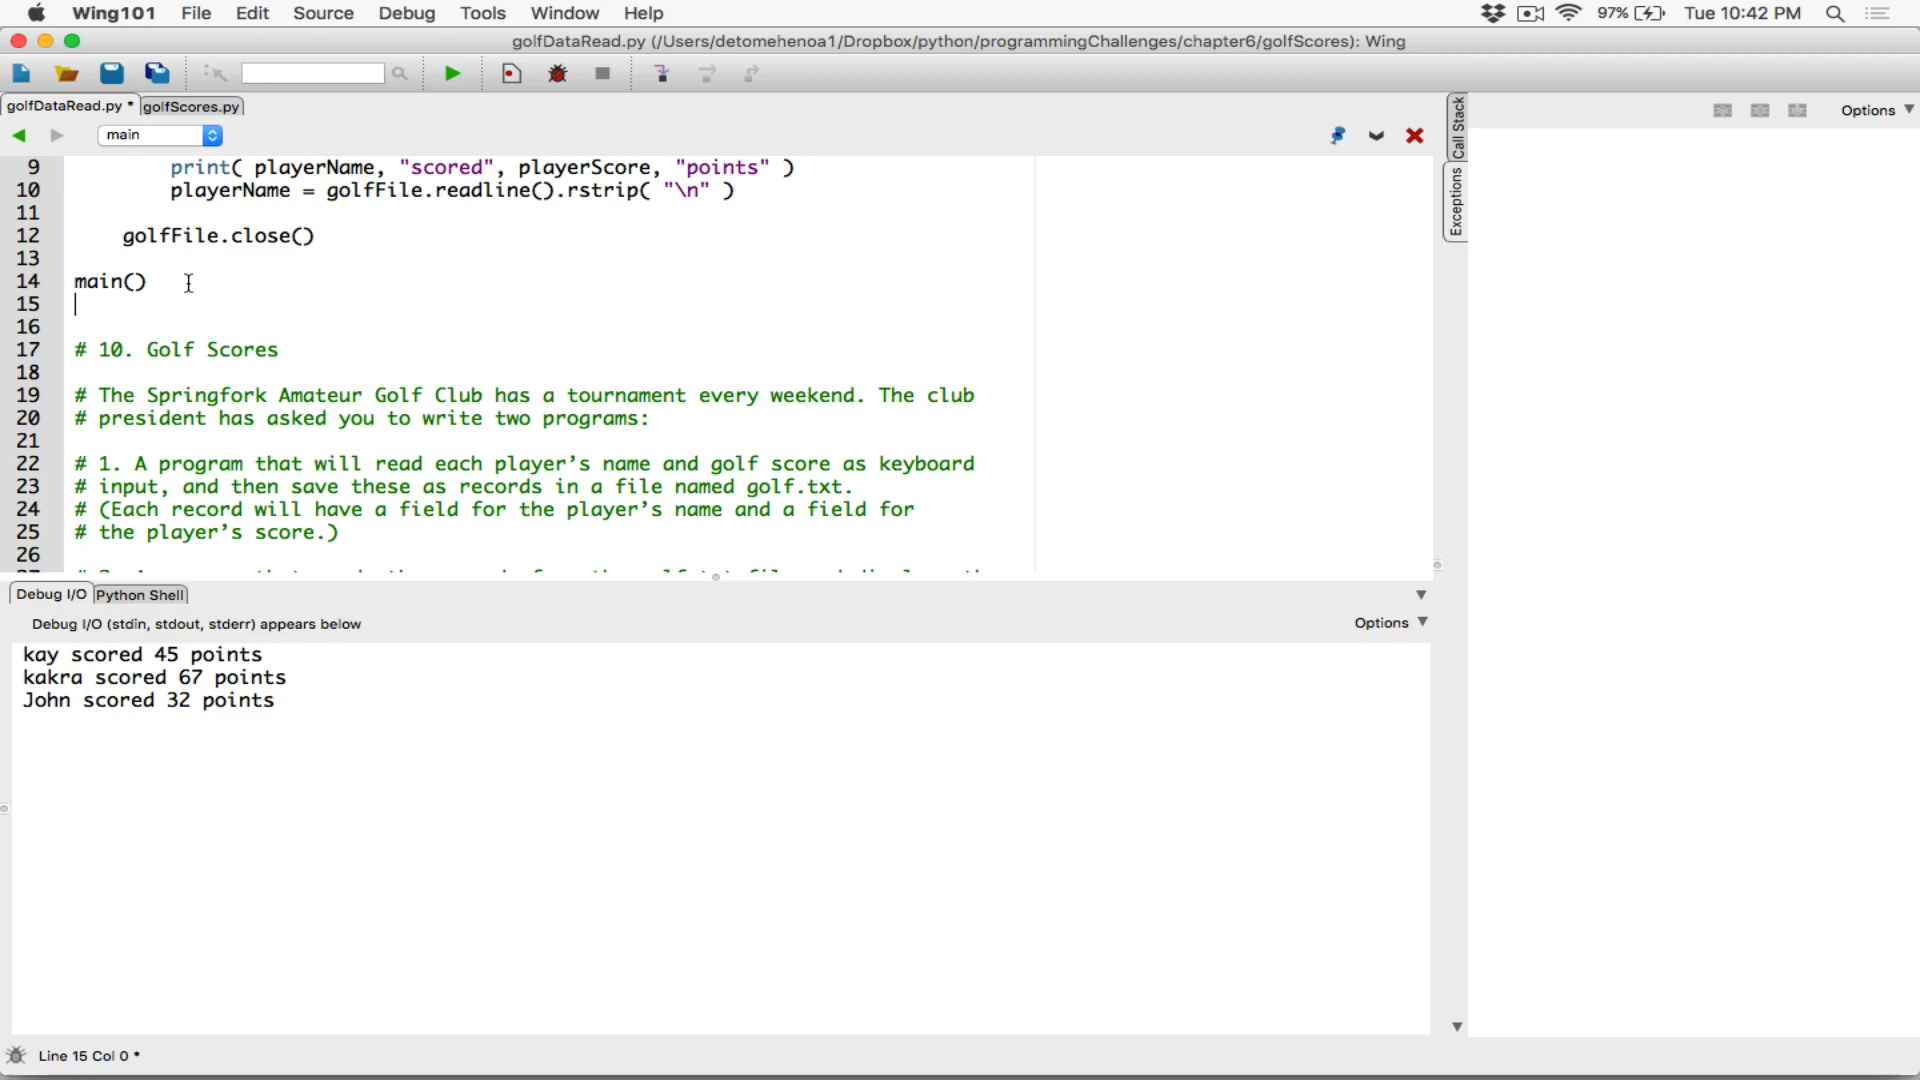 Wing101 File Edit Source Debug Tools Window Help 97% Tue 10:42 PM
golfDataRead.py (/Users/detomehenoa1/Dropbox/python/programmingChallenges/chapter6/golfScores): Wing
golfDataRead.py * golfScores.py
main
Options
Call Stack
Exceptions
9 print( playerName, "scored", playerScore, "points" )
10 playerName = golfFile.readline().rstrip( "\n" )
11
12 golfFile.close()
13
14 main()
15
16
17 # 10. Golf Scores
18
19 # The Springfork Amateur Golf Club has a tournament every weekend. The club
20 # president has asked you to write two programs:
21
22 # 1. A program that will read each player’s name and golf score as keyboard
23 # input, and then save these as records in a file named golf.txt.
24 # (Each record will have a field for the player’s name and a field for
25 # the player’s score.)
26
Debug I/O Python Shell
Debug I/O (stdin, stdout, stderr) appears below
Options
kay scored 45 points
kakra scored 67 points
John scored 32 points
Line 15 Col 0 *